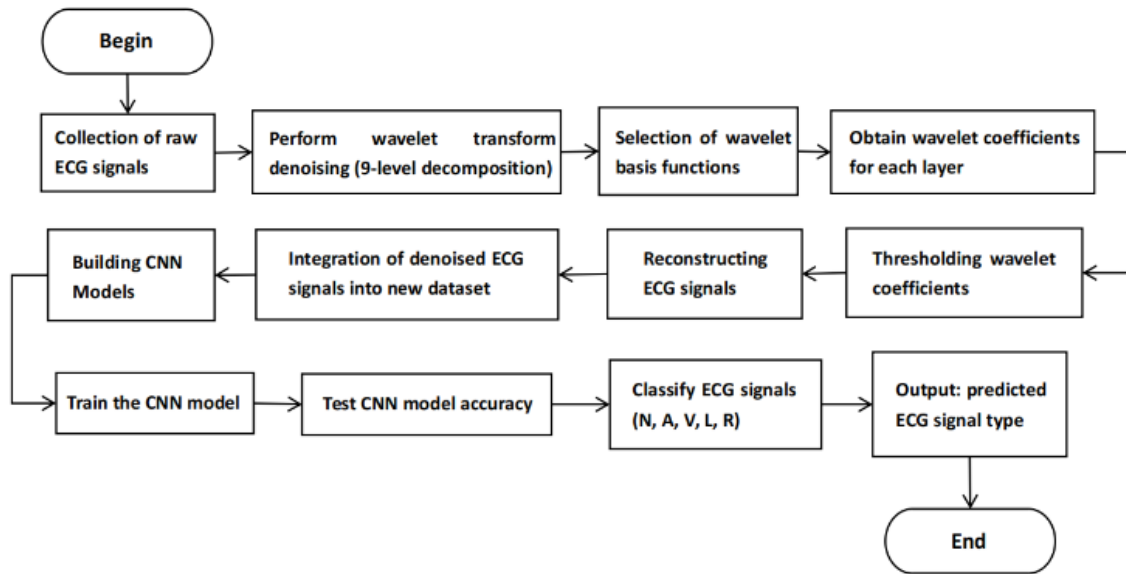 Begin
Collection of raw
ECG signals
Perform wavelet transform
denoising (9-level decomposition)
Selection of wavelet
basis functions
Obtain wavelet coefficients
for each layer
Thresholding wavelet
coefficients
Reconstructing
ECG signals
Integration of denoised ECG
signals into new dataset
Building CNN
Models
Train the CNN model
Test CNN model accuracy
Classify ECG signals
(N, A, V, L, R)
Output: predicted
ECG signal type
End